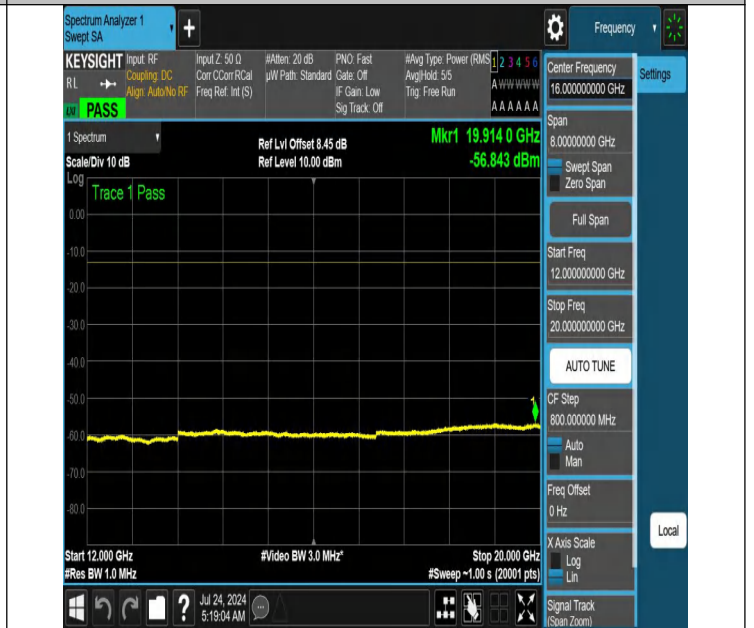 Spectrum Analyzer 1
Swept SA
+
Frequency
KEYSIGHT
RL
PASS
Input: RF
Coupling: DC
Align: Auto/No RF
Input Z: 50 Ω
Corr CCorr RCal
Freq Ref: Int (S)
#Atten: 20 dB
µW Path: Standard
PNO: Fast
Gate: Off
IF Gain: Low
Sig Track: Off
#Avg Type: Power (RMS
Avg|Hold: 5/5
Trig: Free Run
1 2 3 4 5 6
A W W W W W
A A A A A A
1 Spectrum
Scale/Div 10 dB
Log
Ref Lvl Offset 8.45 dB
Ref Level 10.00 dBm
Mkr1 19.914 0 GHz
-56.843 dBm
Trace 1 Pass
0.00
-10.0
-20.0
-30.0
-40.0
-50.0
-60.0
-70.0
-80.0
1
Start 12.000 GHz
#Res BW 1.0 MHz
#Video BW 3.0 MHz*
Stop 20.000 GHz
#Sweep ~1.00 s (20001 pts)
?
Jul 24, 2024
5:19:04 AM
Center Frequency
16.000000000 GHz
Span
8.00000000 GHz
Swept Span
Zero Span
Full Span
Start Freq
12.000000000 GHz
Stop Freq
20.000000000 GHz
AUTO TUNE
CF Step
800.000000 MHz
Auto
Man
Freq Offset
0 Hz
X Axis Scale
Log
Lin
Signal Track
(Span Zoom)
Settings
Local